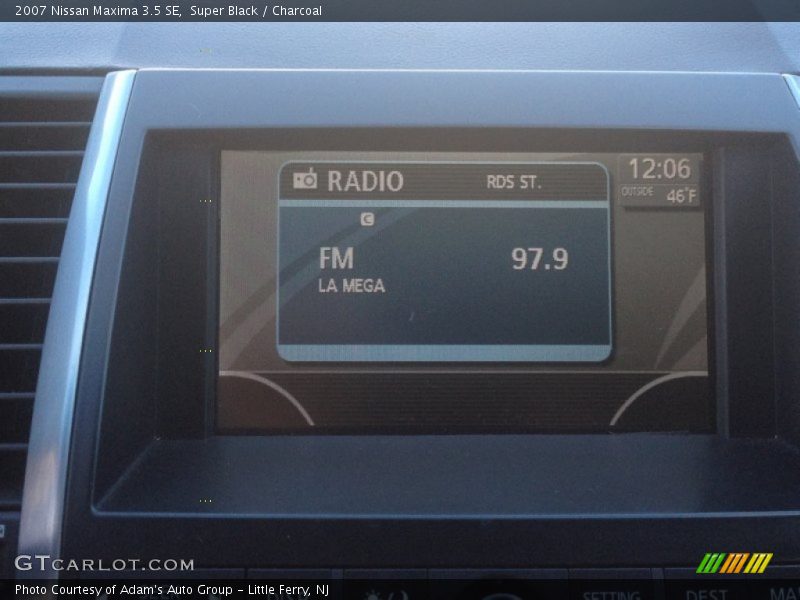 2007 Nissan Maxima 3.5 SE, Super Black / Charcoal
RADIO RDS ST. 12:06
OUTSIDE 46°F
C
FM 97.9
LA MEGA
GTCARLOT.COM
SETTING DEST
Photo Courtesy of Adam's Auto Group - Little Ferry, NJ